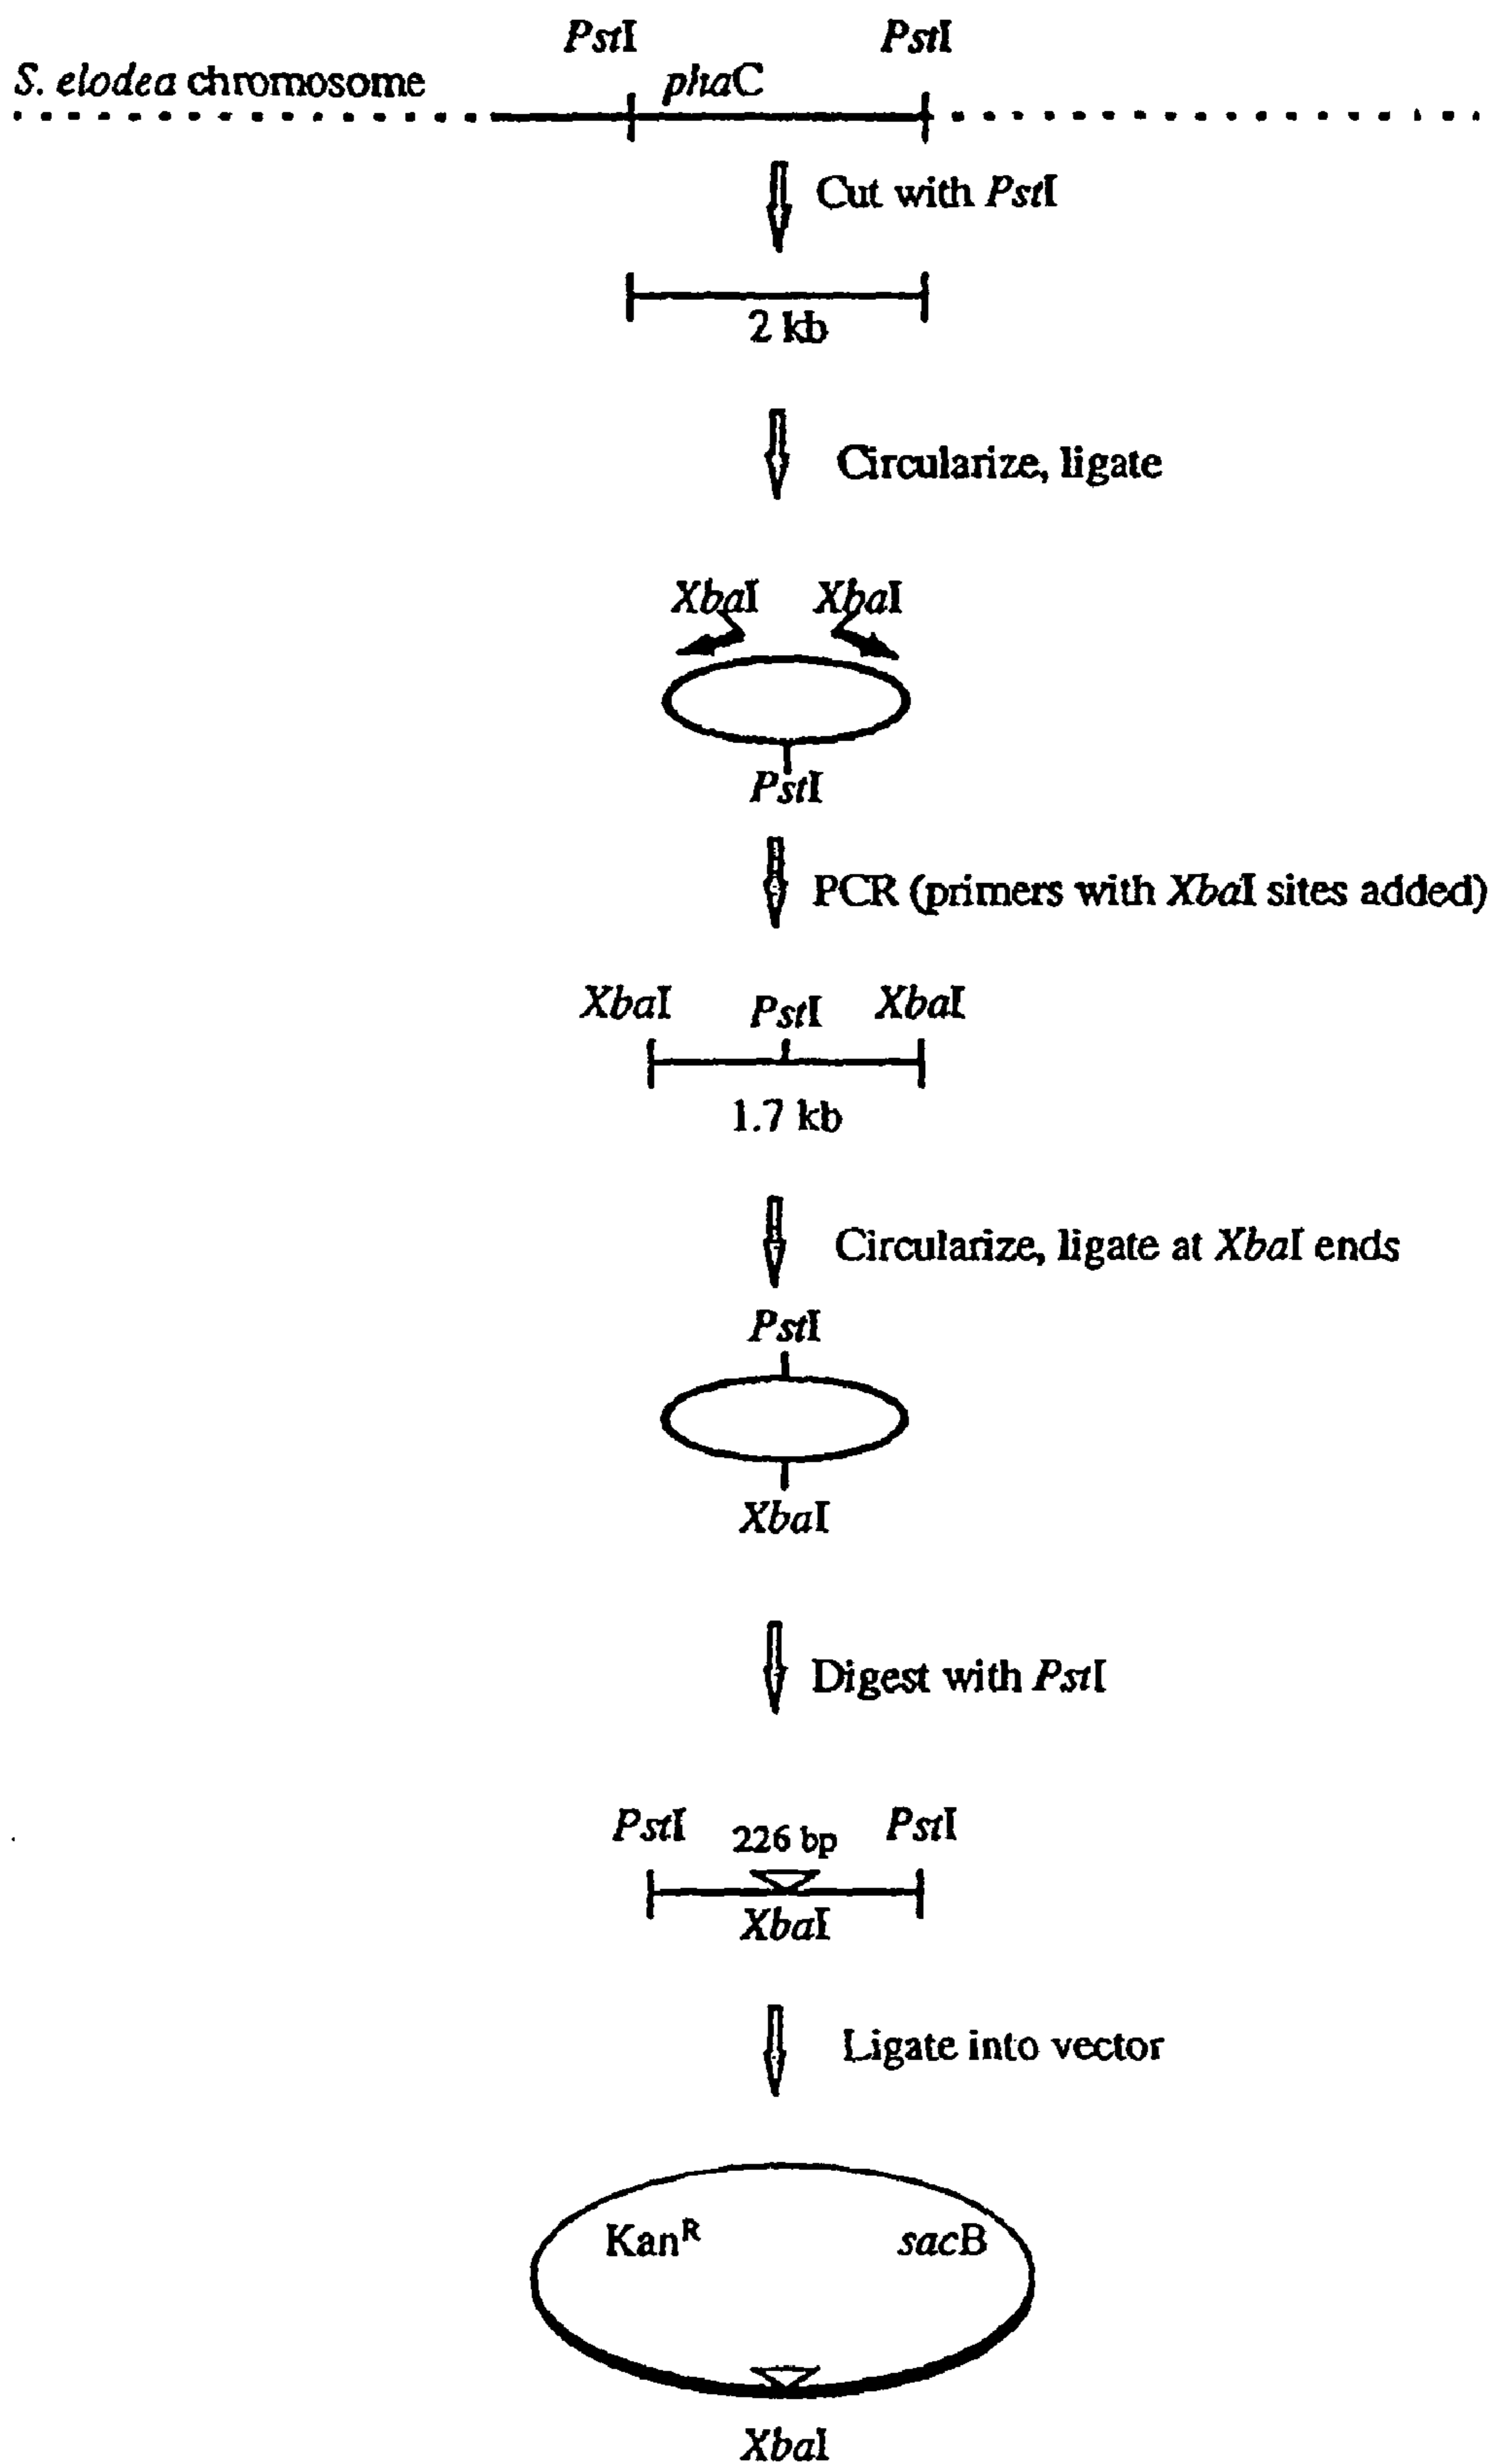 PstI PstI
S. elodea chromosome phaC
Cut with PstI
2 kb
Circularize, ligate
XbaI XbaI
PstI
PCR (primers with XbaI sites added)
XbaI PstI XbaI
1.7 kb
Circularize, ligate at XbaI ends
PstI
XbaI
Digest with PstI
PstI 226 bp PstI
XbaI
Ligate into vector
Kanᴿ sacB
XbaI